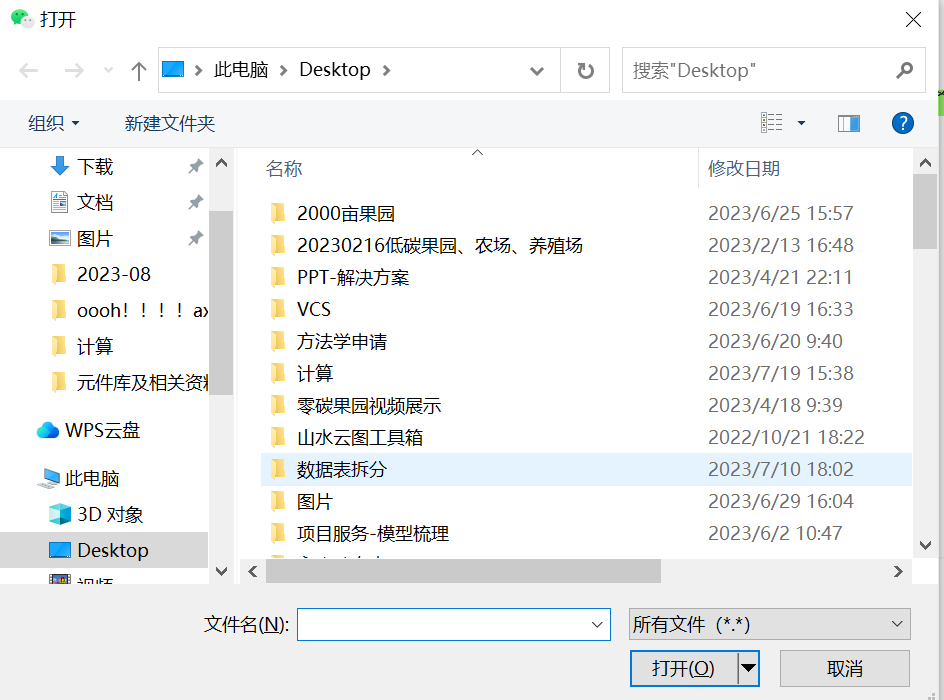 打开
此电脑 > Desktop >
搜索"Desktop"
组织
新建文件夹
?
下载
文档
图片
2023-08
oooh！！！！ax
计算
元件库及相关资料
WPS云盘
此电脑
3D 对象
Desktop
视频
名称 修改日期
2000亩果园 2023/6/25 15:57
20230216低碳果园、农场、养殖场 2023/2/13 16:48
PPT-解决方案 2023/4/21 22:11
VCS 2023/6/19 16:33
方法学申请 2023/6/20 9:40
计算 2023/7/19 15:38
零碳果园视频展示 2023/4/18 9:39
山水云图工具箱 2022/10/21 18:22
数据表拆分 2023/7/10 18:02
图片 2023/6/29 16:04
项目服务-模型梳理 2023/6/2 10:47
文件名(N):
所有文件 (*.*)
打开(O)
取消